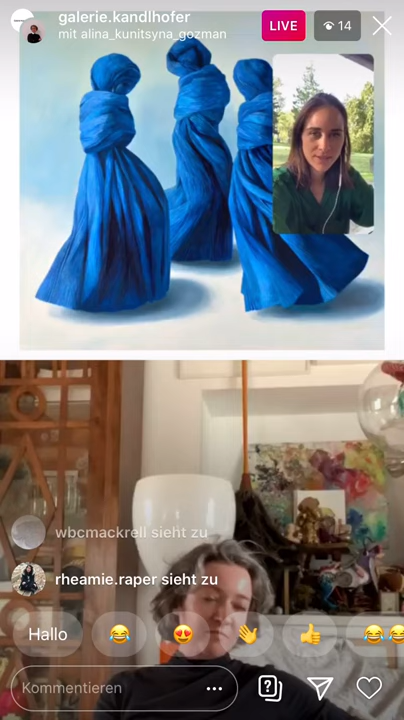 galerie.kandlhofer
mit alina_kunitsyna_gozman
LIVE
14
wbcmackrell sieht zu
rheamie.raper sieht zu
Hallo
Kommentieren